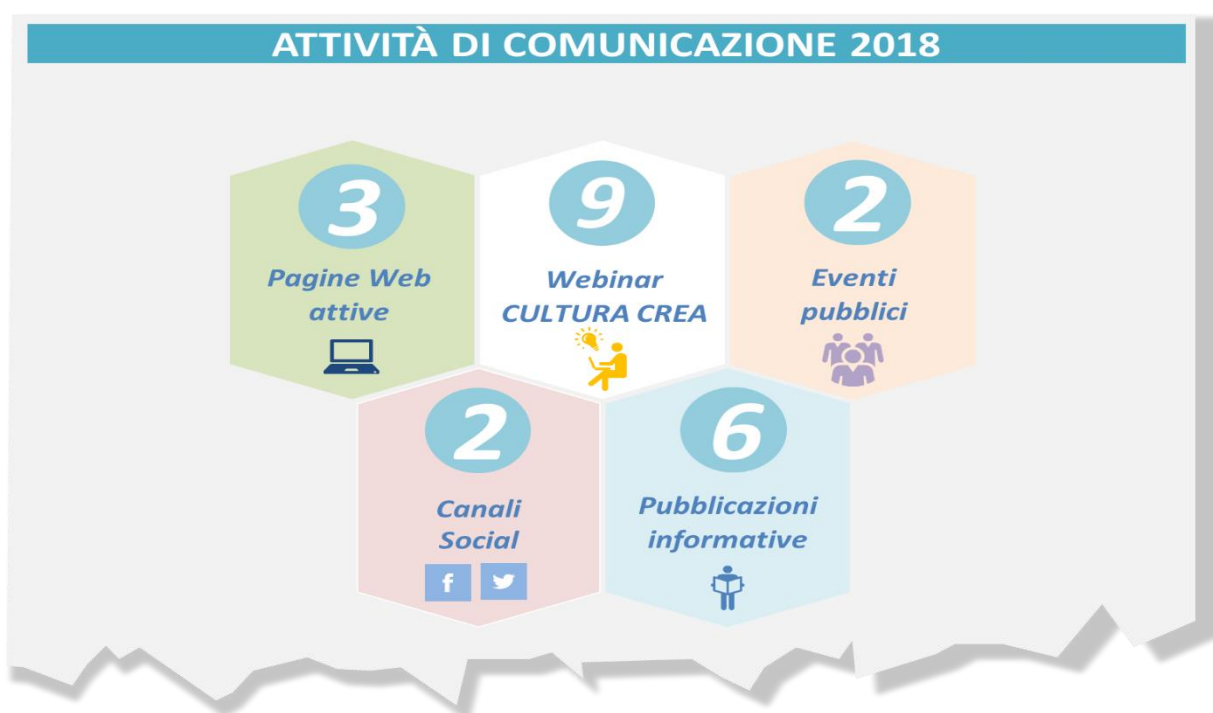 ATTIVITÀ DI COMUNICAZIONE 2018
3
Pagine Web
attive
9
Webinar
CULTURA CREA
2
Eventi
pubblici
2
Canali
Social
f
6
Pubblicazioni
informative